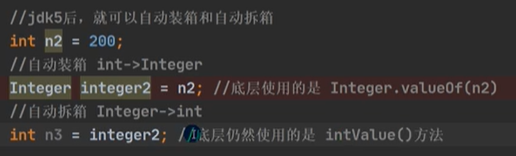 //jdk5后，就可以自动装箱和自动拆箱
int n2 = 200;
//自动装箱 int->Integer
Integer integer2 = n2; //底层使用的是 Integer.valueOf(n2)
//自动拆箱 Integer->int
int n3 = integer2; //底层仍然使用的是 intValue()方法